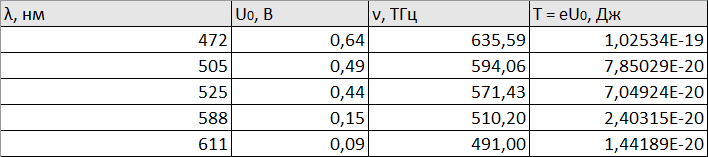 λ, нм U₀, В ν, ТГц T = eU₀, Дж
472 0,64 635,59 1,02534E-19
505 0,49 594,06 7,85029E-20
525 0,44 571,43 7,04924E-20
588 0,15 510,20 2,40315E-20
611 0,09 491,00 1,44189E-20